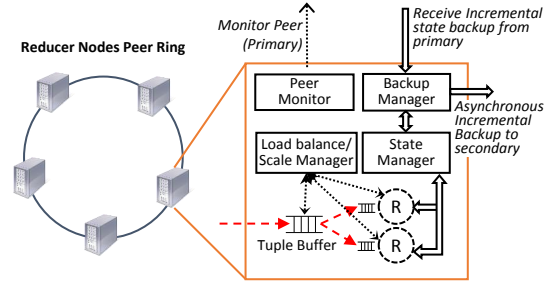 Monitor Peer
(Primary)
Receive Incremental
state backup from
primary
Reducer Nodes Peer Ring
Peer
Monitor
Backup
Manager
Asynchronous
Incremental
Backup to
secondary
Load balance/
Scale Manager
State
Manager
R
Tuple Buffer
R